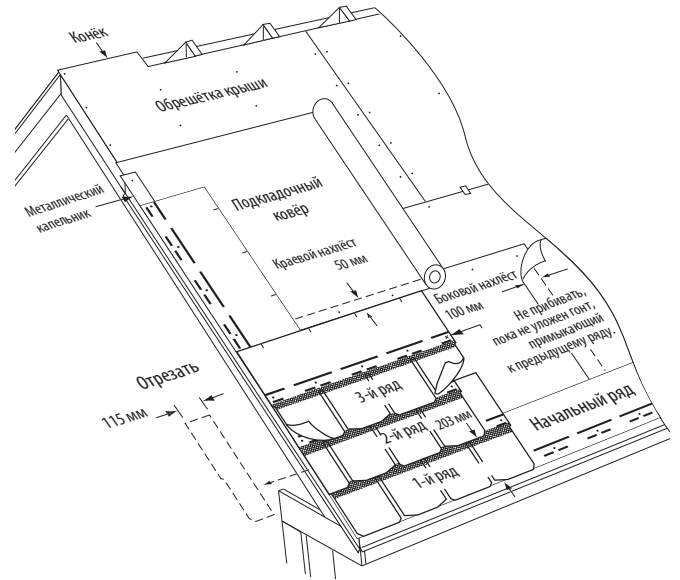 Конёк
Обрешётка крыши
Металлический
капельник
Подкладочный
ковёр
Краевой нахлёст
50 мм
Боковой нахлёст
100 мм
Не прибивать,
пока не уложен гонт,
примыкающий
к предыдущему ряду.
Отрезать
115 мм
3-й ряд
2-й ряд
203 мм
1-й ряд
Начальный ряд